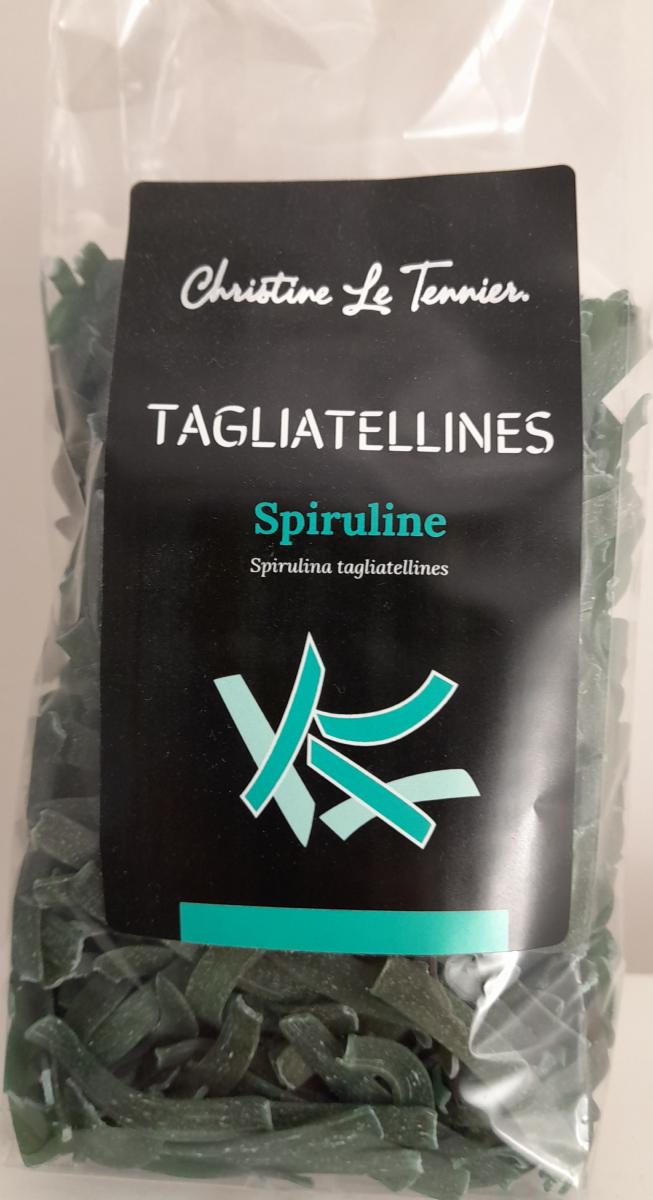 Christine Le Tennier.
TAGLIATELLINES
Spiruline
Spirulina tagliatellines